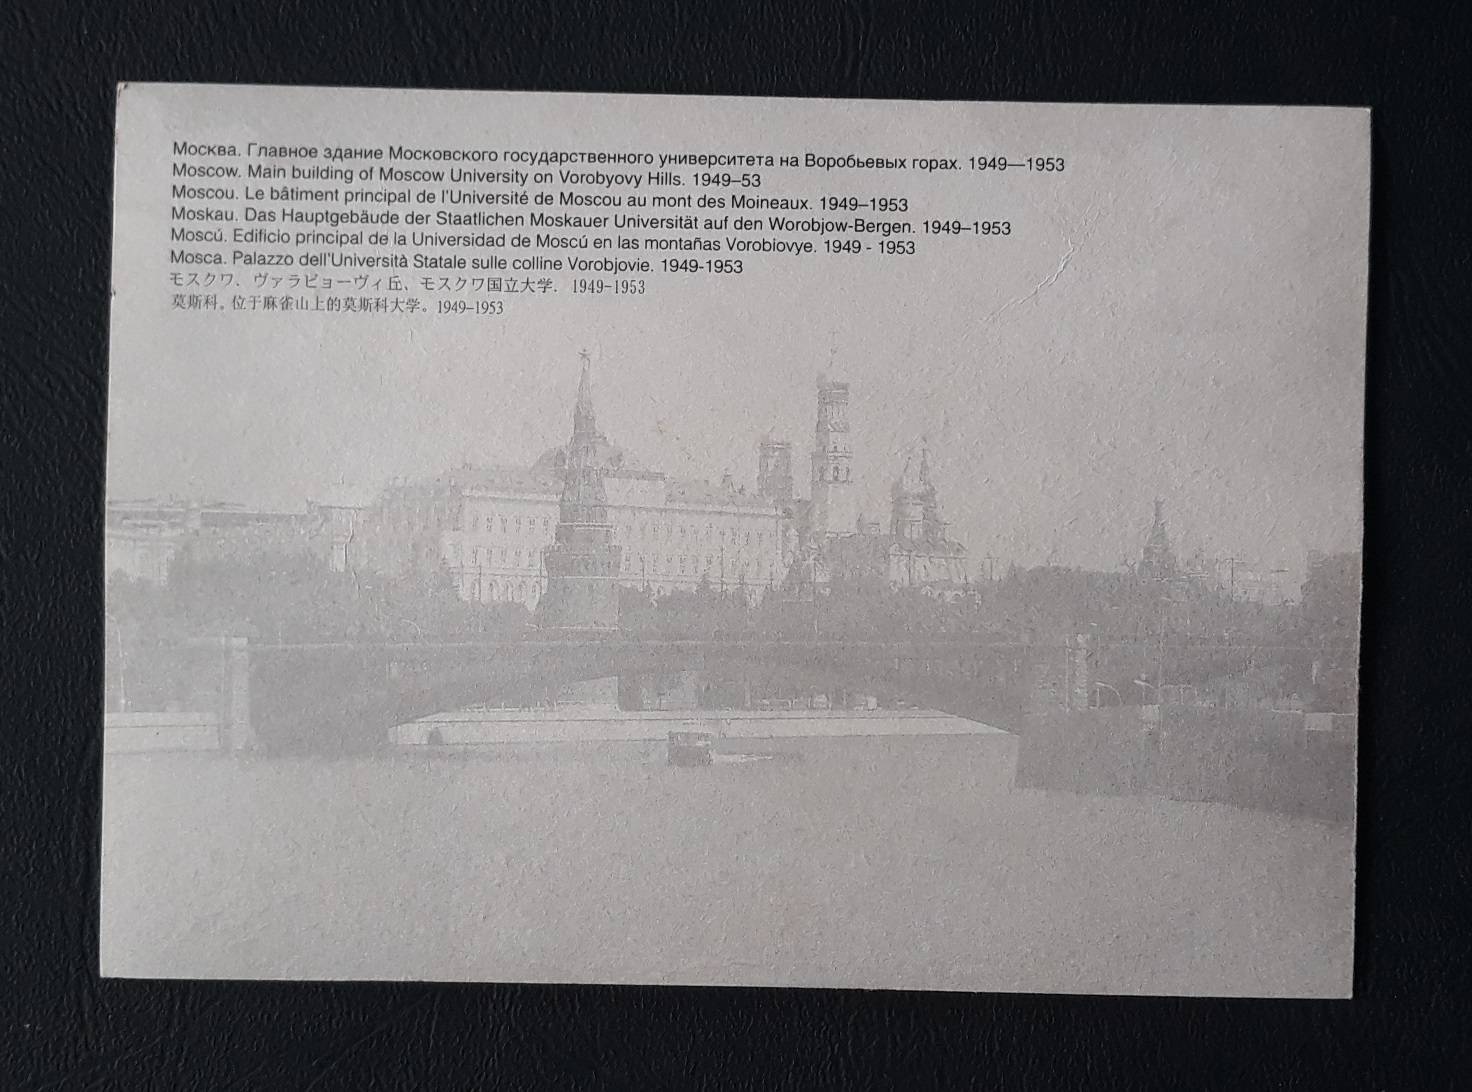 Москва. Главное здание Московского государственного университета на Воробьевых горах. 1949—1953
Moscow. Main building of Moscow University on Vorobyovy Hills. 1949–53
Moscou. Le bâtiment principal de l'Université de Moscou au mont des Moineaux. 1949–1953
Moskau. Das Hauptgebäude der Staatlichen Moskauer Universität auf den Worobjow-Bergen. 1949–1953
Moscú. Edificio principal de la Universidad de Moscú en las montañas Vorobiovye. 1949 - 1953
Mosca. Palazzo dell'Università Statale sulle colline Vorobjovie. 1949-1953
モスクワ．ヴァラビョーヴィ丘、モスクワ国立大学． 1949-1953
莫斯科。位于麻雀山上的莫斯科大学。1949–1953